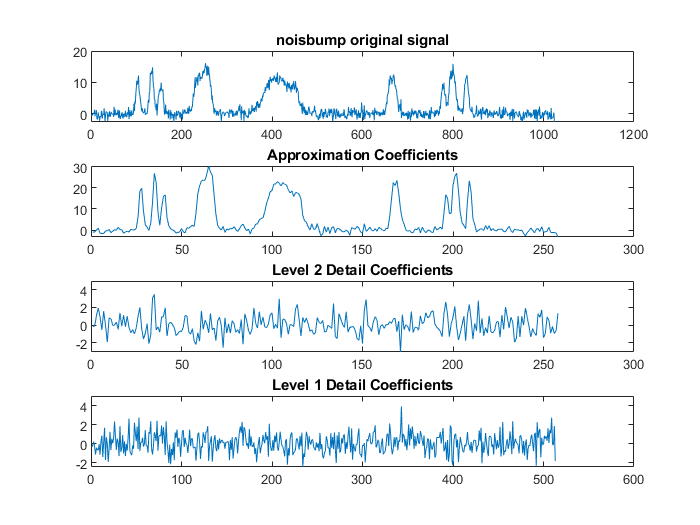 noisbump original signal
20
10
0
0 200 400 600 800 1000 1200
Approximation Coefficients
30
20
10
0
0 50 100 150 200 250 300
Level 2 Detail Coefficients
4
2
0
-2
0 50 100 150 200 250 300
Level 1 Detail Coefficients
4
2
0
-2
0 100 200 300 400 500 600